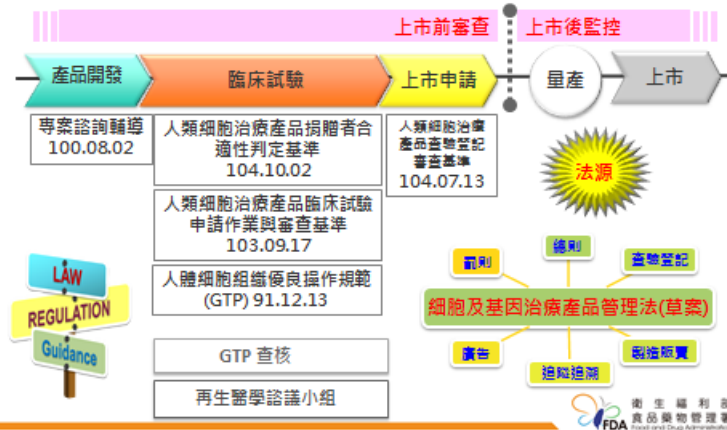 上市前審查
上市後監控
產品開發
臨床試驗
上市申請
量產
上市
專案諮詢輔導
100.08.02
人類細胞治療產品捐贈者合
適性判定基準
104.10.02
人類細胞治療產品臨床試驗
申請作業與審查基準
103.09.17
人體細胞組織優良操作規範
(GTP) 91.12.13
GTP 查核
再生醫學諮議小組
人類細胞治療
產品查驗登記
審查基準
104.07.13
法源
罰則
總則
查驗登記
細胞及基因治療產品管理法(草案)
廣告
追蹤追溯
製造販賣
LAW
REGULATION
Guidance
衛生福利部
食品藥物管理署
FDA
Food and Drug Administration